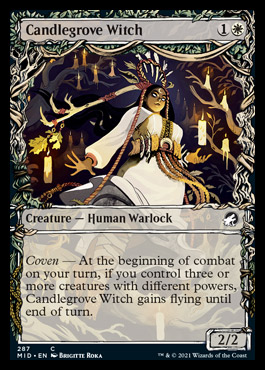 Candlegrove Witch 1
Creature — Human Warlock
Coven — At the beginning of combat
on your turn, if you control three or
more creatures with different powers,
Candlegrove Witch gains flying until
end of turn.
2/2
287 C
MID • EN BRIGITTE ROKA
™ & © 2021 Wizards of the Coast